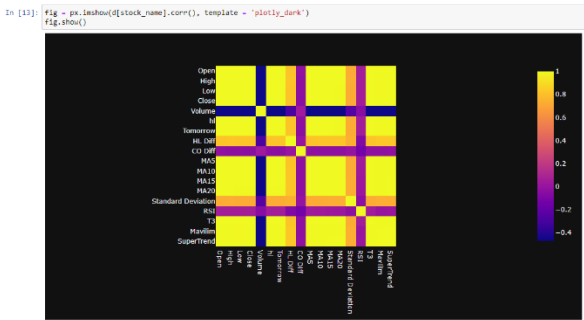 In [13]: fig = px.imshow(d[stock_name].corr(), template = 'plotly_dark')
fig.show()
Open
High
Low
Close
Volume
hl
Tomorrow
HL Diff
CO Diff
MA5
MA10
MA15
MA20
Standard Deviation
RSI
T3
Mavilim
SuperTrend
Open
High
Low
Close
Volume
hl
Tomorrow
HL Diff
CO Diff
MA5
MA10
MA15
MA20
Standard Deviation
RSI
T3
Mavilim
SuperTrend
1
0.8
0.6
0.4
0.2
0
−0.2
−0.4